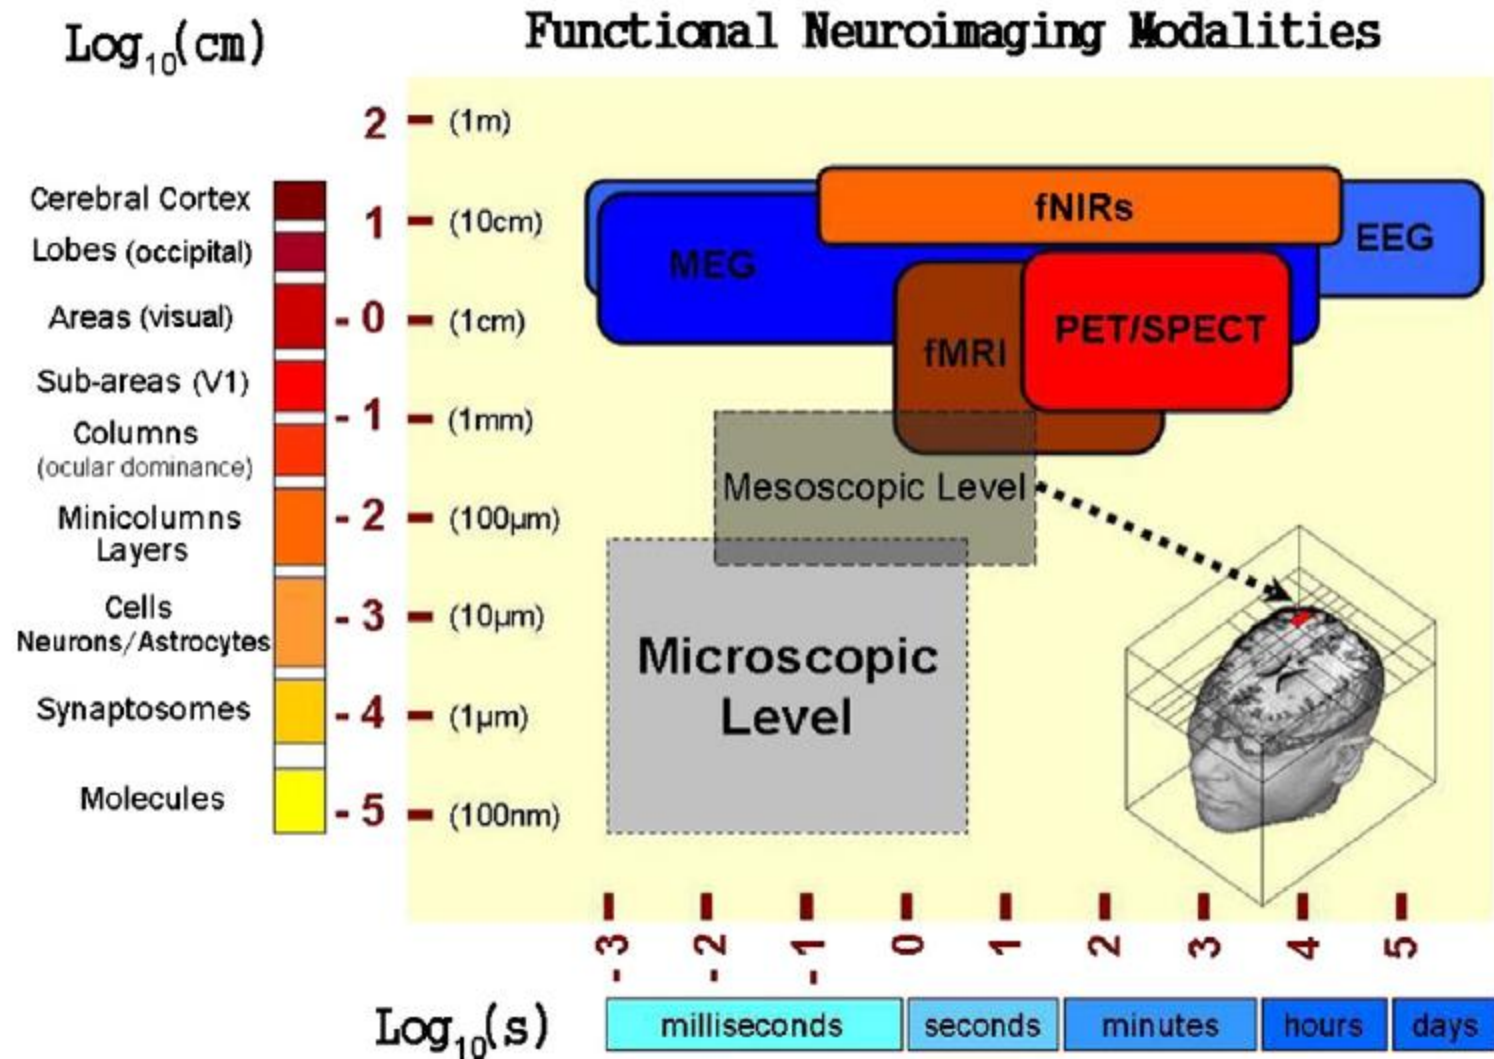 Log10(cm)
Functional Neuroimaging Modalities
2 (1m)
Cerebral Cortex
1 (10cm)
Lobes (occipital)
Areas (visual)
- 0 (1cm)
Sub-areas (V1)
- 1 (1mm)
Columns
(ocular dominance)
Minicolumns
Layers
- 2 (100µm)
Cells
Neurons/Astrocytes
- 3 (10µm)
Synaptosomes
- 4 (1µm)
Molecules
- 5 (100nm)
fNIRs
EEG
MEG
PET/SPECT
fMRI
Mesoscopic Level
Microscopic
Level
- 3 - 2 - 1 0 1 2 3 4 5
Log10(s)
milliseconds seconds minutes hours days